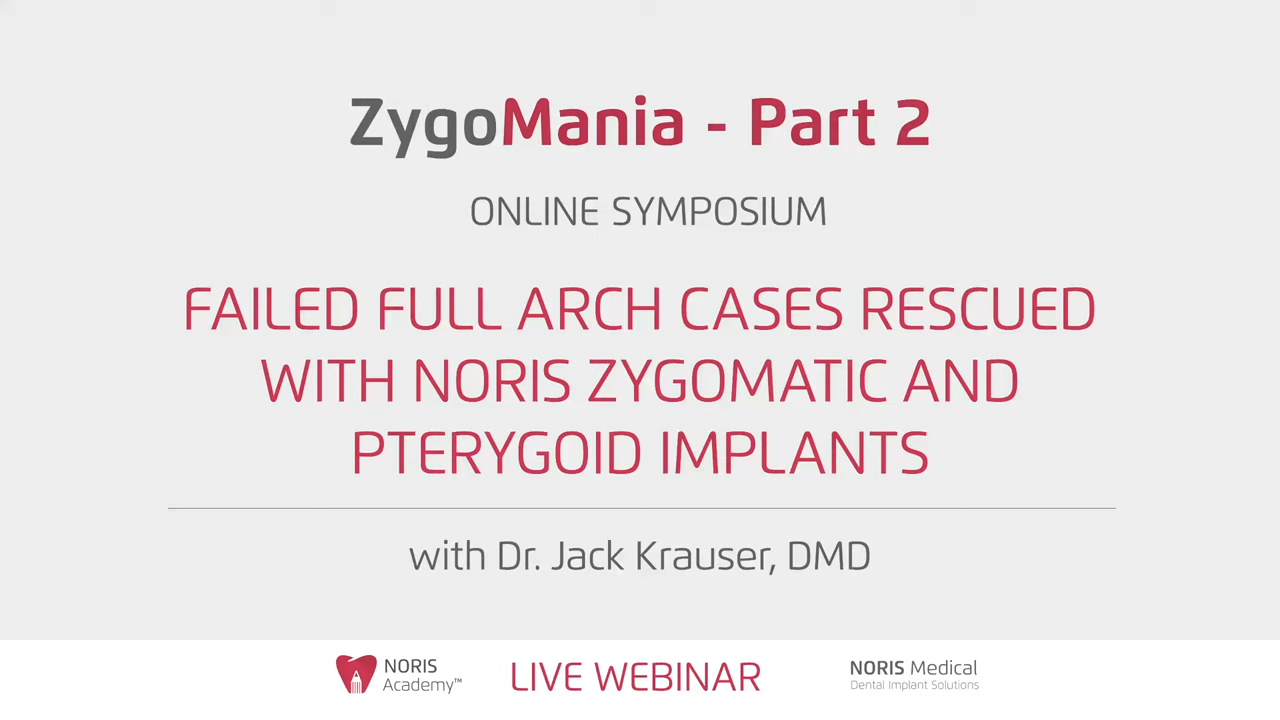 ZygoMania - Part 2
ONLINE SYMPOSIUM
FAILED FULL ARCH CASES RESCUED
WITH NORIS ZYGOMATIC AND
PTERYGOID IMPLANTS
with Dr. Jack Krauser, DMD
NORIS
Academy™
LIVE WEBINAR
NORIS Medical
Dental Implant Solutions